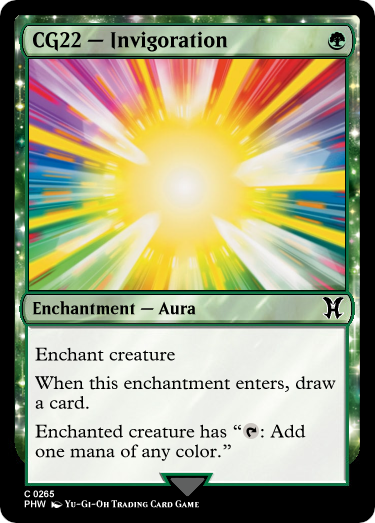 CG22 — Invigoration
Enchantment — Aura
Enchant creature
When this enchantment enters, draw
a card.
Enchanted creature has “: Add
one mana of any color.”
C 0265
PHW Yu-Gi-Oh Trading Card Game